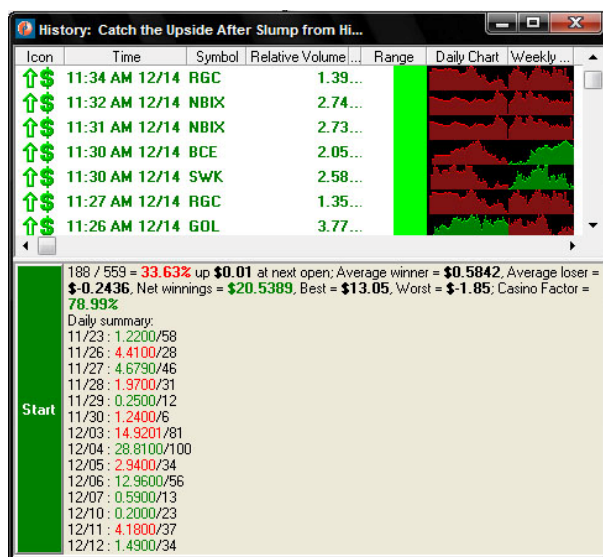 History: Catch the Upside After Slump from Hi...
Icon Time Symbol Relative Volume ... Range Daily Chart Weekly ...
$ 11:34 AM 12/14 RGC 1.39...
$ 11:32 AM 12/14 NBIX 2.74...
$ 11:31 AM 12/14 NBIX 2.73...
$ 11:30 AM 12/14 BCE 2.05...
$ 11:30 AM 12/14 SWK 2.58...
$ 11:27 AM 12/14 RGC 1.35...
$ 11:26 AM 12/14 GOL 3.77...
188 / 559 = 33.63% up $0.01 at next open; Average winner = $0.5842, Average loser =
$-0.2436, Net winnings = $20.5389, Best = $13.05, Worst = $-1.85; Casino Factor =
78.99%
Daily summary:
11/23 : 1.2200/58
11/26 : 4.4100/28
11/27 : 4.6790/46
11/28 : 1.9700/31
11/29 : 0.2500/12
11/30 : 1.2400/6
Start
12/03 : 14.9201/81
12/04 : 28.8100/100
12/05 : 2.9400/34
12/06 : 12.9600/56
12/07 : 0.5900/13
12/10 : 0.2000/23
12/11 : 4.1800/37
12/12 : 1.4900/34